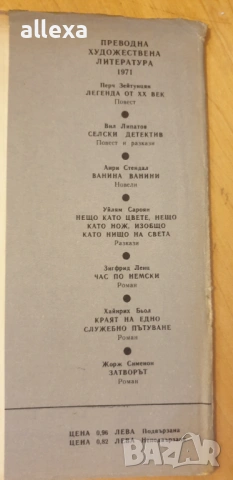 allexa
ПРЕВОДНА
ХУДОЖЕСТВЕНА
ЛИТЕРАТУРА
1971
Перч Зейтунцян
ЛЕГЕНДА ОТ XX ВЕК
Повест
Вил Липатов
СЕЛСКИ ДЕТЕКТИВ
Повест и разкази
Анри Стендал
ВАНИНА ВАНИНИ
Новели
Уйлям Сароян
НЕЩО КАТО ЦВЕТЕ, НЕЩО
КАТО НОЖ, ИЗОБЩО
КАТО НИЩО НА СВЕТА
Разкази
Зигфрид Ленц
ЧАС ПО НЕМСКИ
Роман
Хайнрих Бьол
КРАЯТ НА ЕДНО
СЛУЖЕБНО ПЪТУВАНЕ
Роман
Жорж Сименон
ЗАТВОРЪТ
Роман
ЦЕНА 0,96 ЛЕВА Подвързана
ЦЕНА 0,82 ЛЕВА
BAZAR